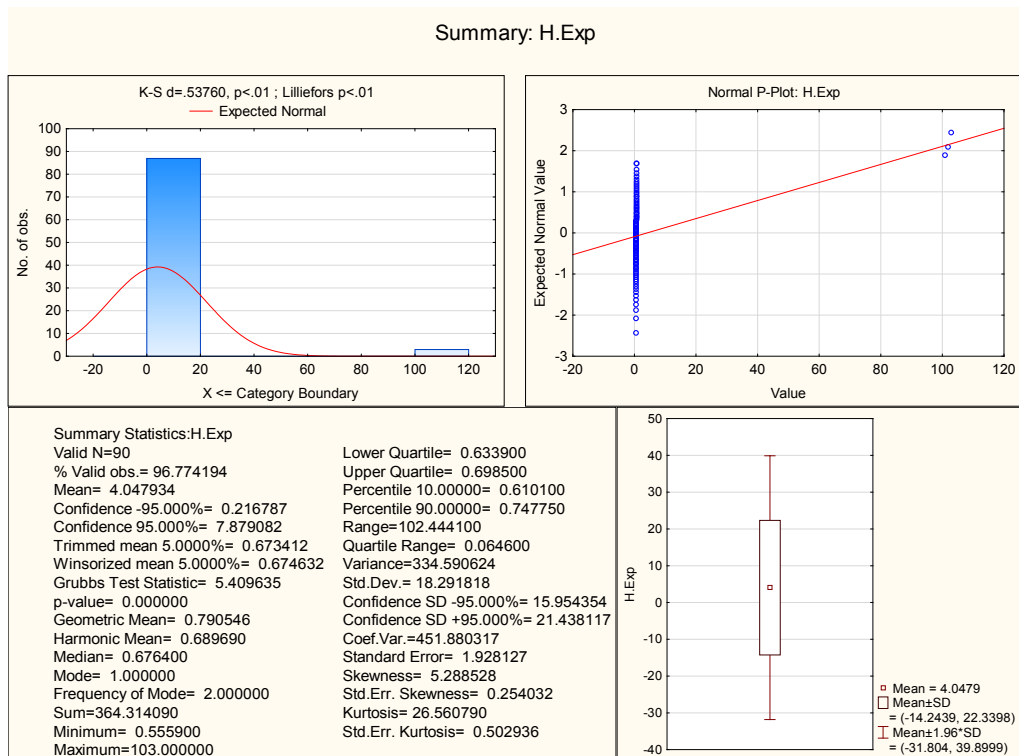 Summary: H.Exp
K-S d=.53760, p<.01 ; Lilliefors p<.01
Expected Normal
100
90
80
70
60
50
40
30
20
10
0
No. of obs.
-20 0 20 40 60 80 100 120
X <= Category Boundary
Normal P-Plot: H.Exp
3
2
1
0
-1
-2
-3
Expected Normal Value
-20 0 20 40 60 80 100 120
Value
Summary Statistics:H.Exp
Valid N=90
% Valid obs.= 96.774194
Mean= 4.047934
Confidence -95.000%= 0.216787
Confidence 95.000%= 7.879082
Trimmed mean 5.0000%= 0.673412
Winsorized mean 5.0000%= 0.674632
Grubbs Test Statistic= 5.409635
p-value= 0.000000
Geometric Mean= 0.790546
Harmonic Mean= 0.689690
Median= 0.676400
Mode= 1.000000
Frequency of Mode= 2.000000
Sum=364.314090
Minimum= 0.555900
Maximum=103.000000
Lower Quartile= 0.633900
Upper Quartile= 0.698500
Percentile 10.00000= 0.610100
Percentile 90.00000= 0.747750
Range=102.444100
Quartile Range= 0.064600
Variance=334.590624
Std.Dev.= 18.291818
Confidence SD -95.000%= 15.954354
Confidence SD +95.000%= 21.438117
Coef.Var.=451.880317
Standard Error= 1.928127
Skewness= 5.288528
Std.Err. Skewness= 0.254032
Kurtosis= 26.560790
Std.Err. Kurtosis= 0.502936
50
40
30
20
10
0
-10
-20
-30
-40
H.Exp
Mean = 4.0479
Mean±SD
= (-14.2439, 22.3398)
Mean±1.96*SD
= (-31.804, 39.8999)